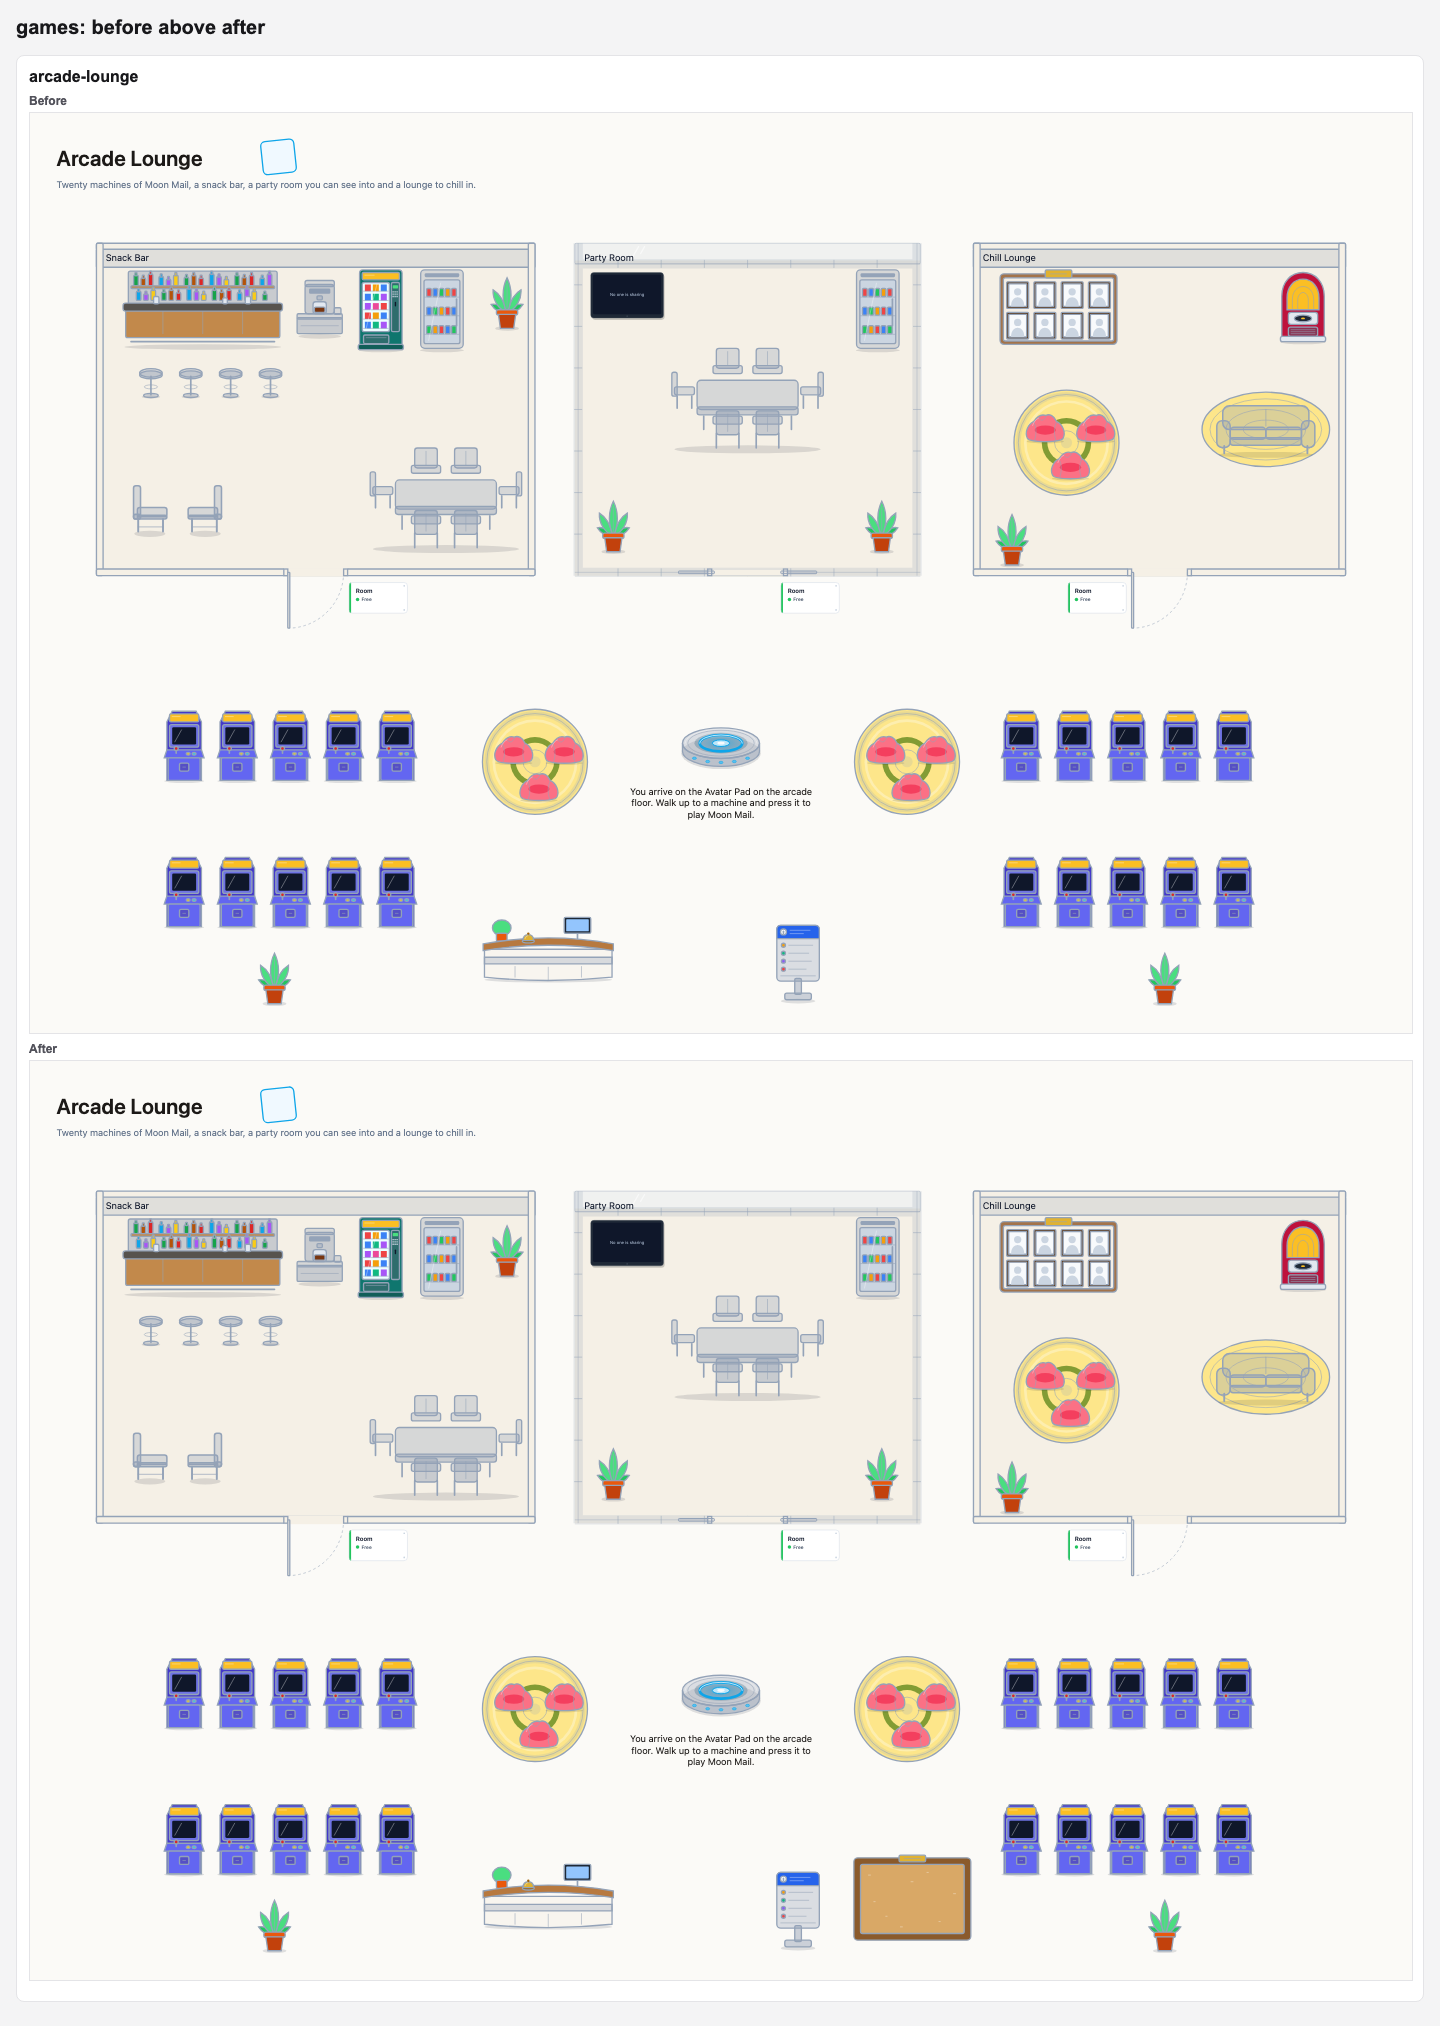 games: before above after
arcade-lounge
Before
Arcade Lounge
Twenty machines of Moon Mail, a snack bar, a party room you can see into and a lounge to chill in.
Snack Bar
Party Room
Chill Lounge
No one is sharing
Room
Free
Room
Free
Room
Free
You arrive on the Avatar Pad on the arcade
floor. Walk up to a machine and press it to
play Moon Mail.
After
Arcade Lounge
Twenty machines of Moon Mail, a snack bar, a party room you can see into and a lounge to chill in.
Snack Bar
Party Room
Chill Lounge
No one is sharing
Room
Free
Room
Free
Room
Free
You arrive on the Avatar Pad on the arcade
floor. Walk up to a machine and press it to
play Moon Mail.